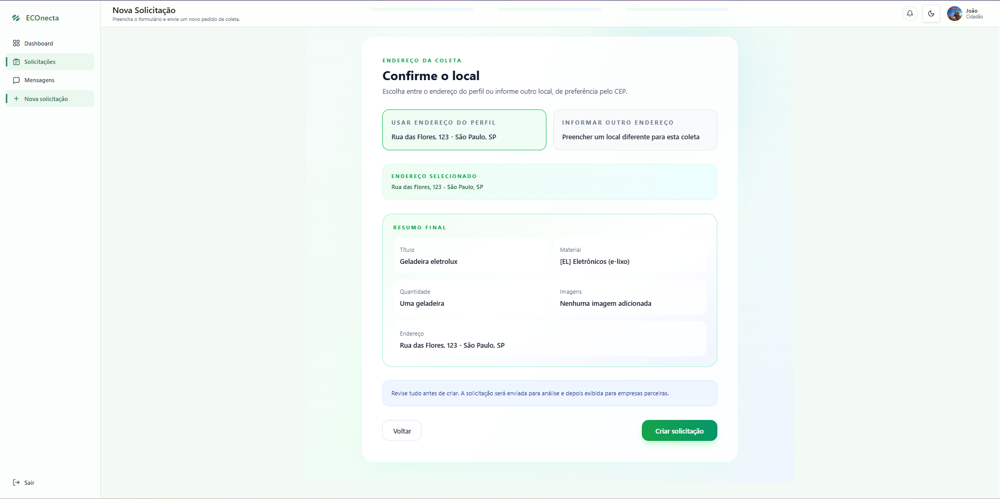 ECOnecta
Dashboard
Solicitações
Mensagens
Nova solicitação
Sair
Nova Solicitação
Preencha o formulário e envie um novo pedido de coleta.
João
Cidadão
ENDEREÇO DA COLETA
Confirme o local
Escolha entre o endereço do perfil ou informe outro local, de preferência pelo CEP.
USAR ENDEREÇO DO PERFIL
Rua das Flores, 123 - São Paulo, SP
INFORMAR OUTRO ENDEREÇO
Preencher um local diferente para esta coleta
ENDEREÇO SELECIONADO
Rua das Flores, 123 - São Paulo, SP
RESUMO FINAL
Título
Geladeira eletrolux
Material
[EL] Eletrônicos (e-lixo)
Quantidade
Uma geladeira
Imagens
Nenhuma imagem adicionada
Endereço
Rua das Flores, 123 - São Paulo, SP
Revise tudo antes de criar. A solicitação será enviada para análise e depois exibida para empresas parceiras.
Voltar
Criar solicitação